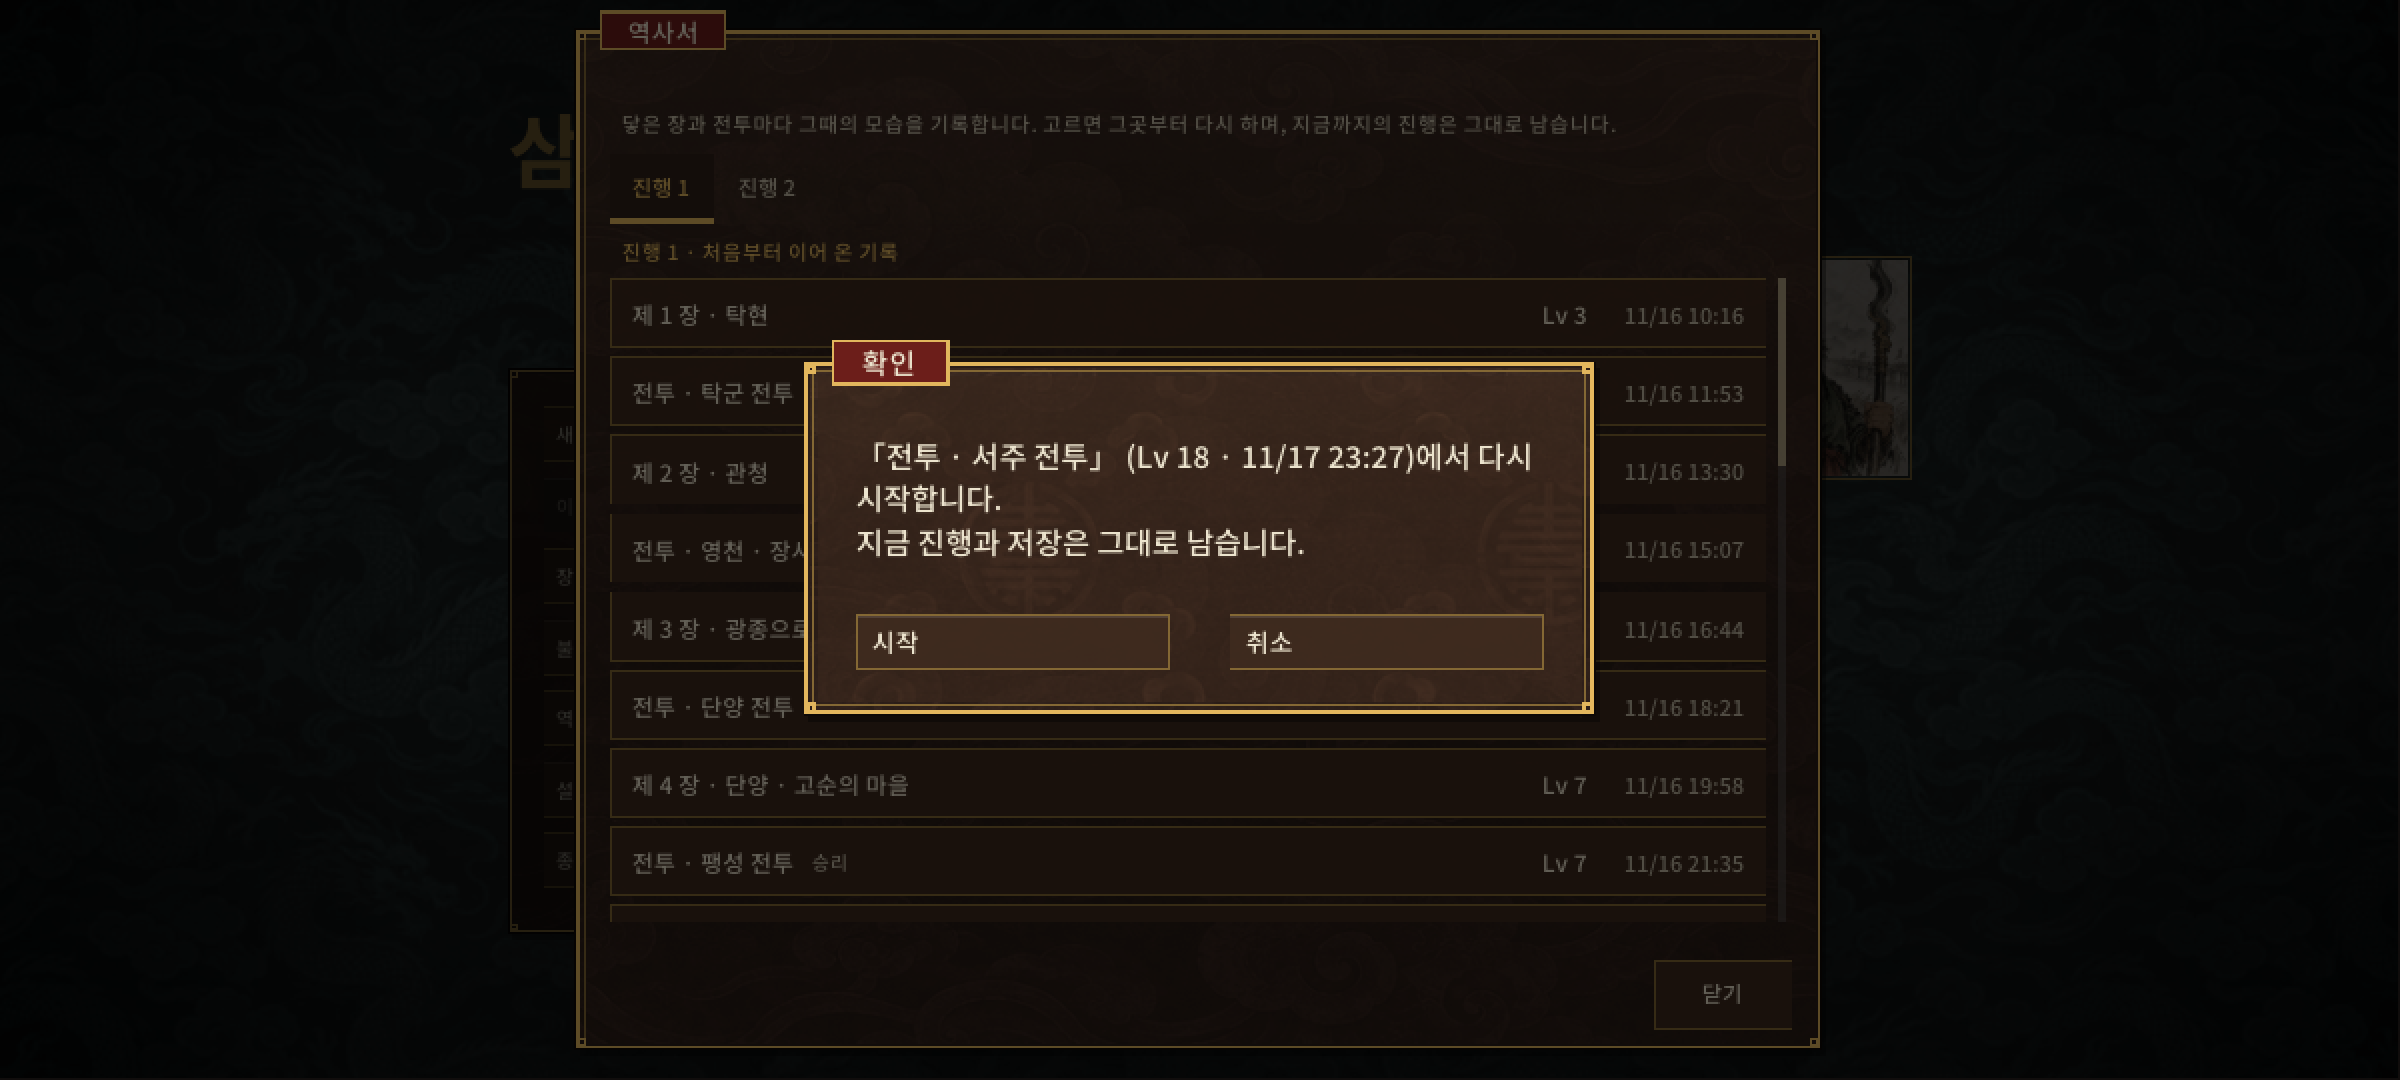 역사서
닿은 장과 전투마다 그때의 모습을 기록합니다. 고르면 그곳부터 다시 하며, 지금까지의 진행은 그대로 남습니다.
삼
진행 1 진행 2
진행 1 · 처음부터 이어 온 기록
제 1 장 · 탁현 Lv 3 11/16 10:16
확인
전투 · 탁군 전투 11/16 11:53
새
「전투 · 서주 전투」 (Lv 18 · 11/17 23:27)에서 다시
시작합니다.
제 2 장 · 관청 11/16 13:30
이
지금 진행과 저장은 그대로 남습니다.
전투 · 영천 · 11/16 15:07
장
제 3 장 · 11/16 16:44
불
시작 취소
전투 · 단양 전투 11/16 18:21
역
제 4 장 · 단양 · 고순의 마을 Lv 7 11/16 19:58
설
전투 · 팽성 전투 승리 Lv 7 11/16 21:35
종
닫기